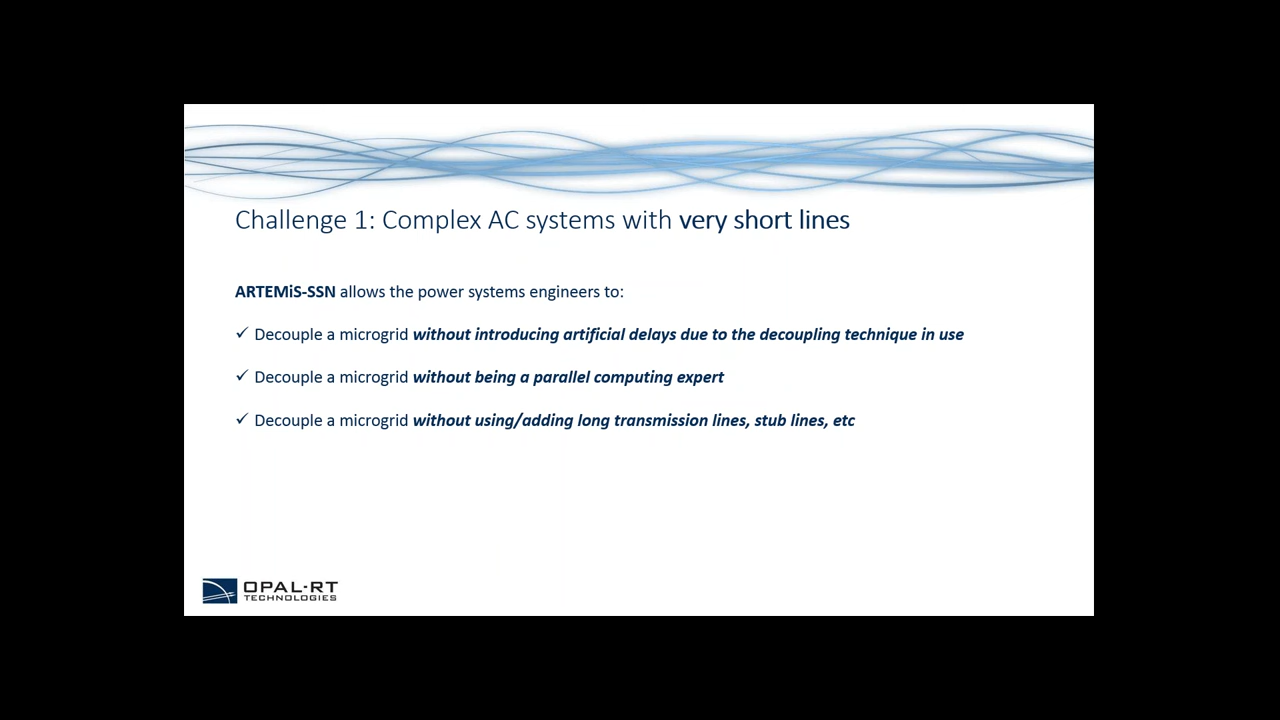 Challenge 1: Complex AC systems with very short lines
ARTEMiS-SSN allows the power systems engineers to:
✓ Decouple a microgrid without introducing artificial delays due to the decoupling technique in use
✓ Decouple a microgrid without being a parallel computing expert
✓ Decouple a microgrid without using/adding long transmission lines, stub lines, etc
OPAL-RT
TECHNOLOGIES